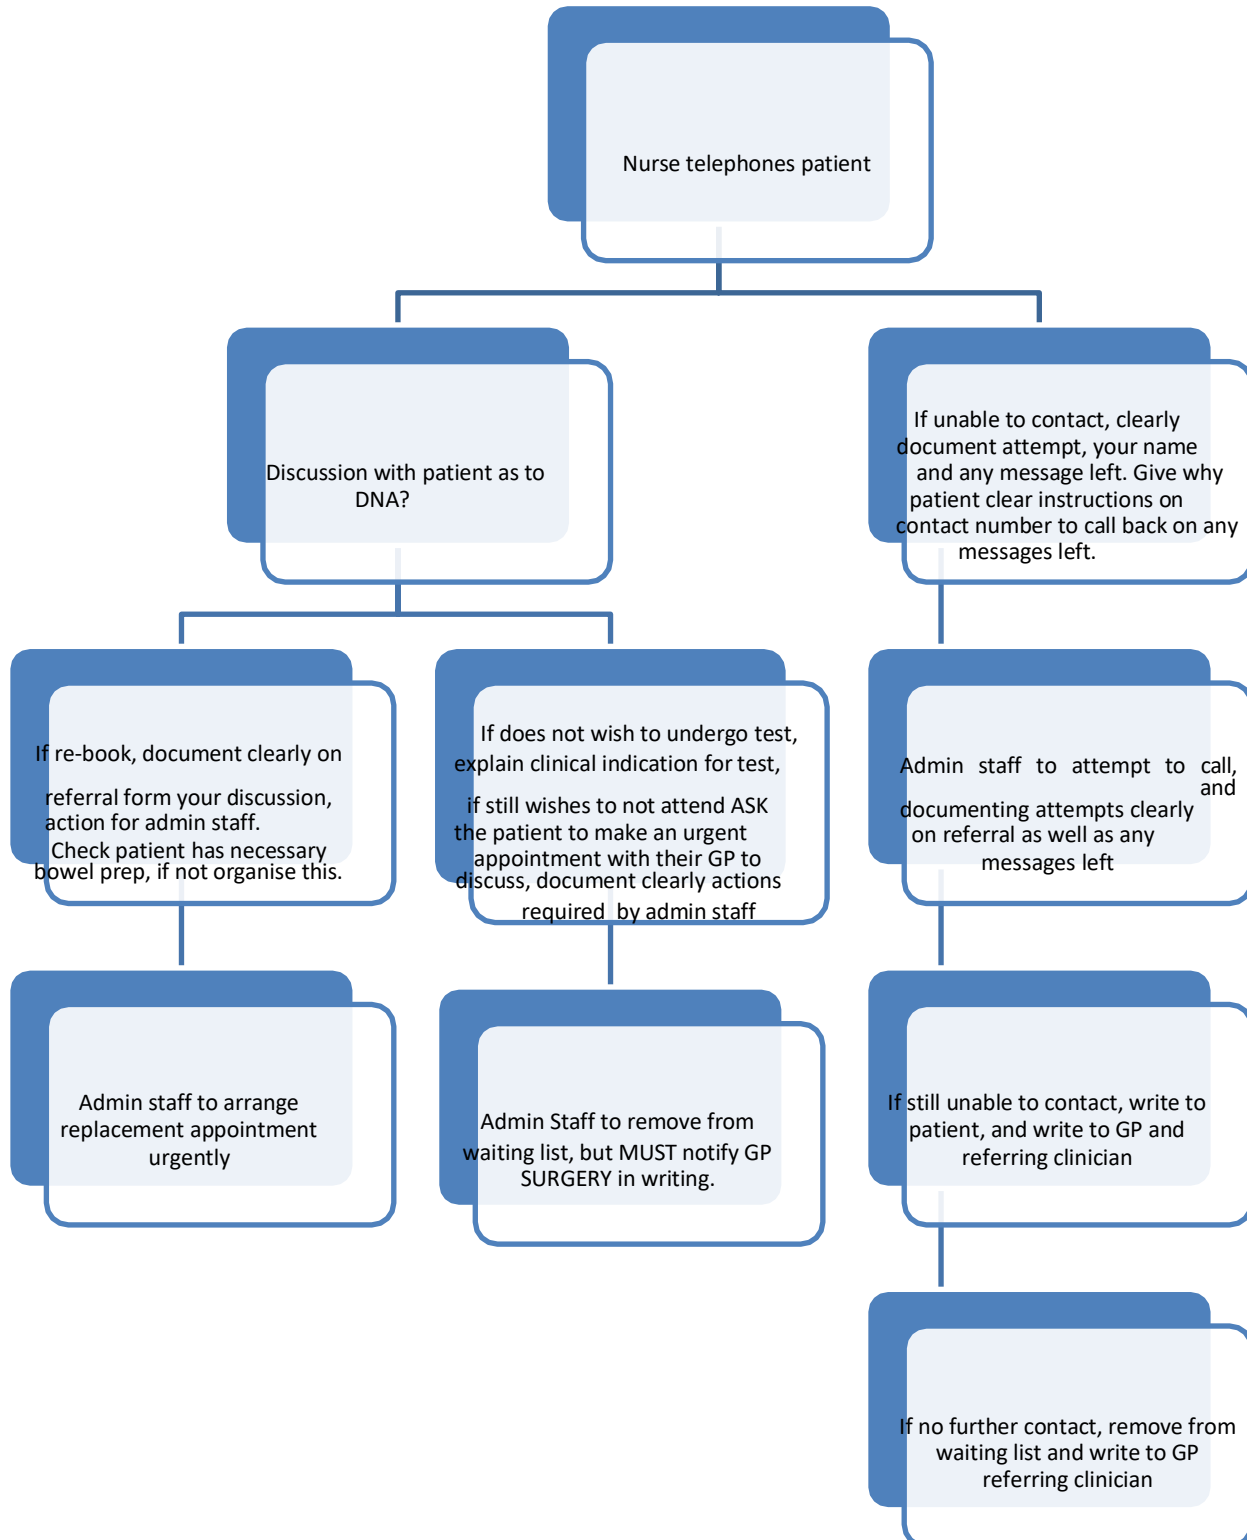 Nurse telephones patient
Discussion with patient as to
DNA?
If unable to contact, clearly
document attempt, your name
and any message left. Give why
patient clear instructions on
contact number to call back on any
messages left.
If re-book, document clearly on
referral form your discussion,
action for admin staff.
Check patient has necessary
bowel prep, if not organise this.
If does not wish to undergo test,
explain clinical indication for test,
if still wishes to not attend ASK
the patient to make an urgent
appointment with their GP to
discuss, document clearly actions
required by admin staff
Admin staff to attempt to call,
and
documenting attempts clearly
on referral as well as any
messages left
Admin staff to arrange
replacement appointment
urgently
Admin Staff to remove from
waiting list, but MUST notify GP
SURGERY in writing.
If still unable to contact, write to
patient, and write to GP and
referring clinician
If no further contact, remove from
waiting list and write to GP
referring clinician